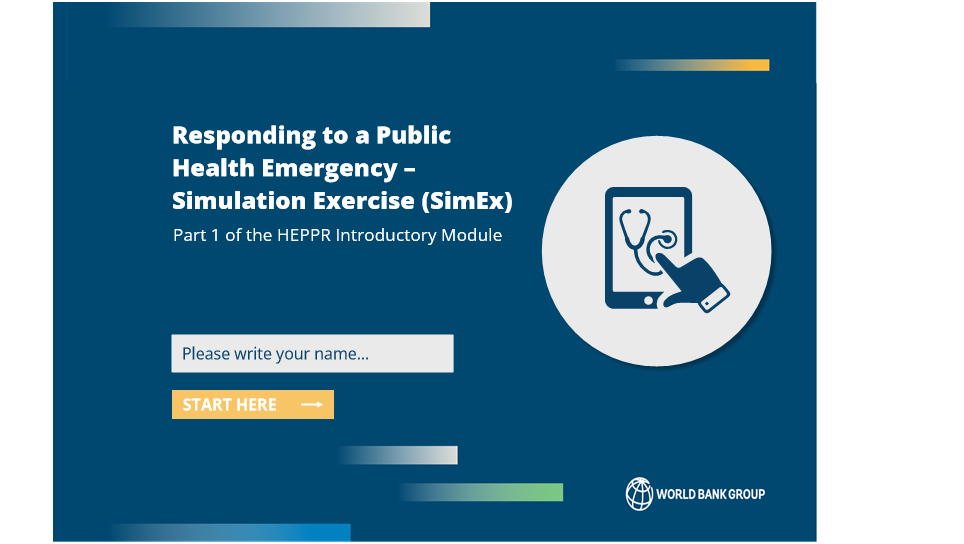 Responding to a Public
Health Emergency –
Simulation Exercise (SimEx)
Part 1 of the HEPPR Introductory Module
Please write your name...
START HERE
WORLD BANK GROUP